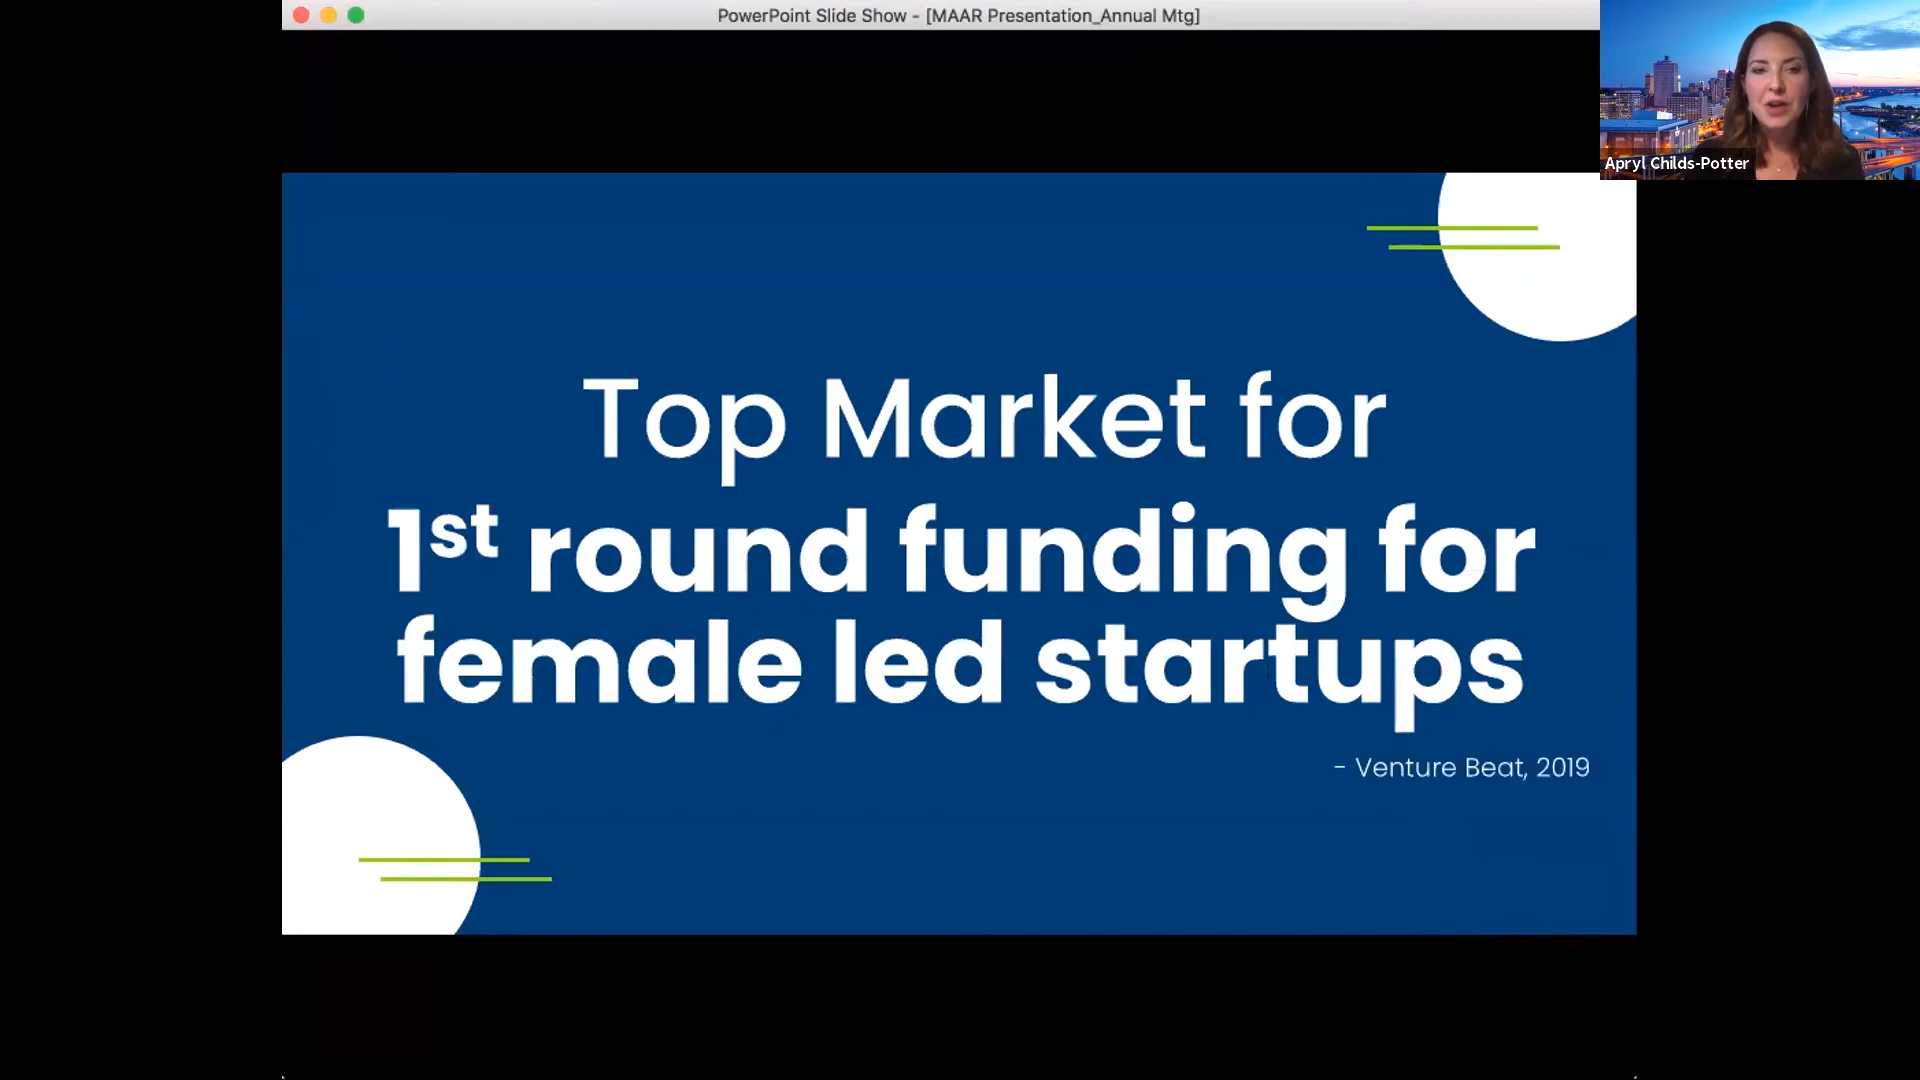 PowerPoint Slide Show - [MAAR Presentation_Annual Mtg]
Apryl Childs-Potter
Top Market for
1st round funding for
female led startups
- Venture Beat, 2019